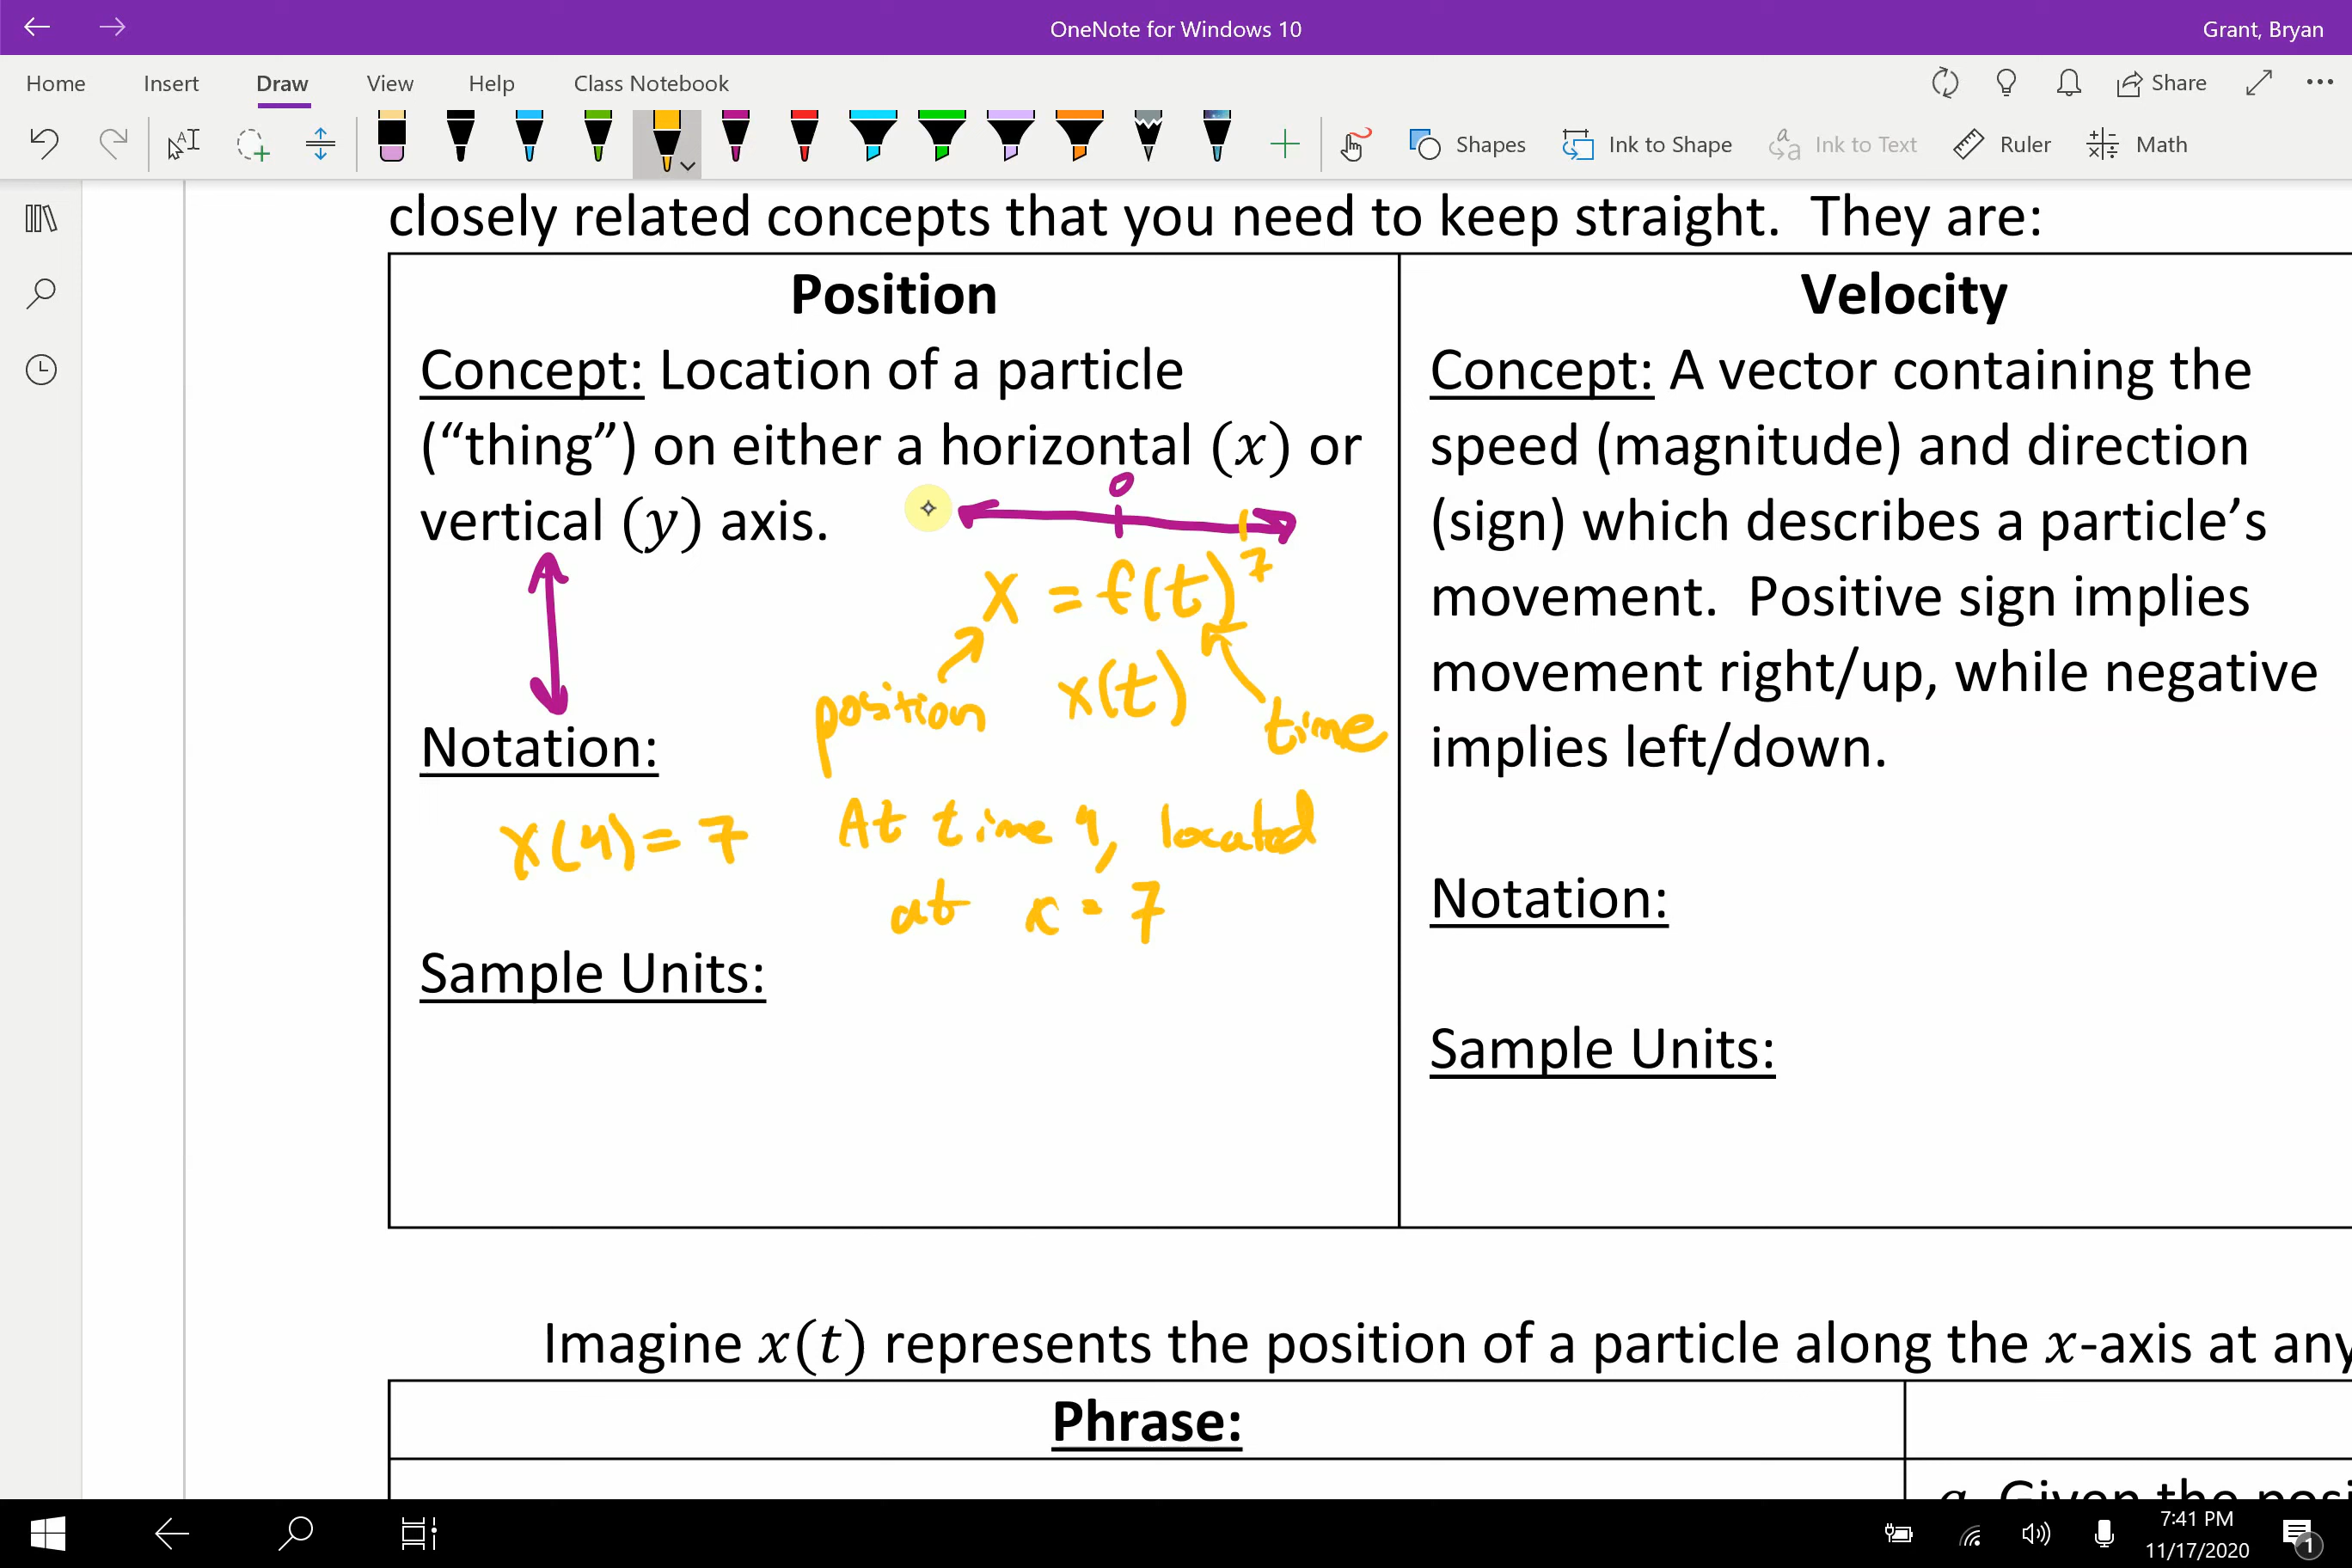 OneNote for Windows 10
Grant, Bryan
Home Insert Draw View Help Class Notebook
Share
Shapes Ink to Shape Ink to Text Ruler Math
closely related concepts that you need to keep straight.  They are:
Position
Concept: Location of a particle
(“thing”) on either a horizontal (x) or
vertical (y) axis.
0
7
x = f(t)
position
x(t)
time
Notation:
x(4) = 7
At time 4, located
at x = 7
Sample Units:
Velocity
Concept: A vector containing the
speed (magnitude) and direction
(sign) which describes a particle’s
movement.  Positive sign implies
movement right/up, while negative
implies left/down.
Notation:
Sample Units:
Imagine x(t) represents the position of a particle along the x-axis at any
Phrase:
a. Given the posi
7:41 PM
11/17/2020
1